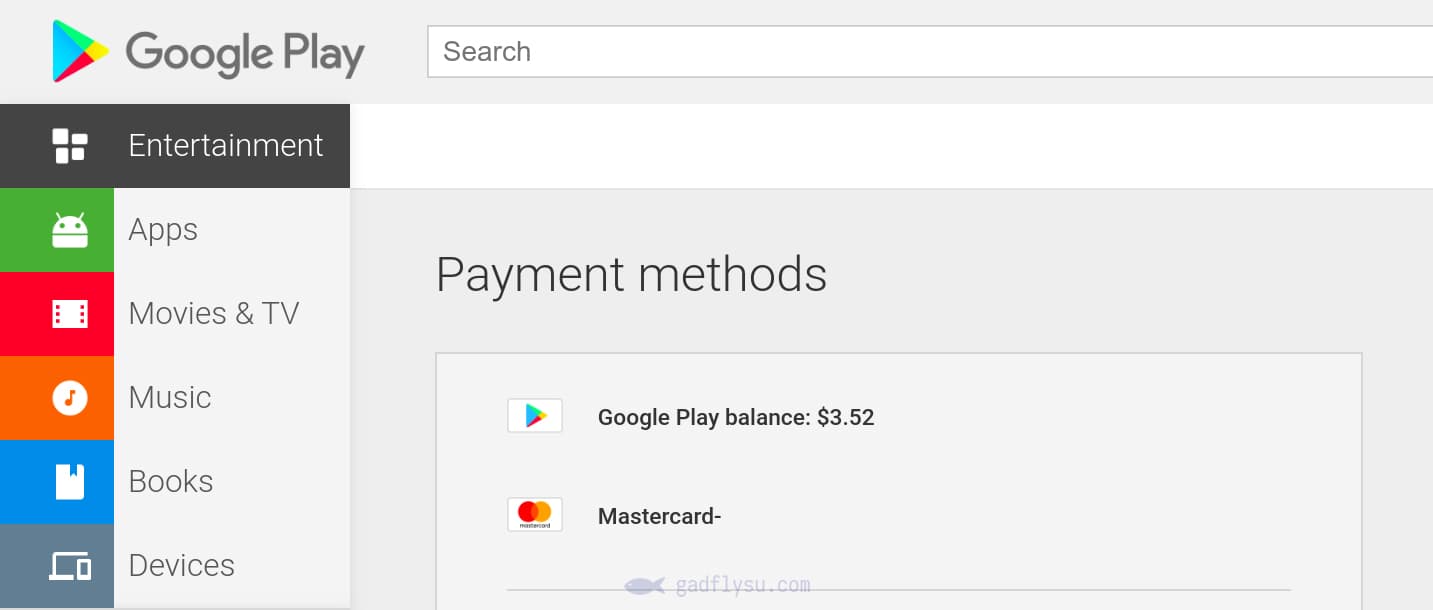 Google Play
Search
Entertainment
Apps
Movies & TV
Music
Books
Devices
Payment methods
Google Play balance: $3.52
mastercard
Mastercard-
gadflysu.com